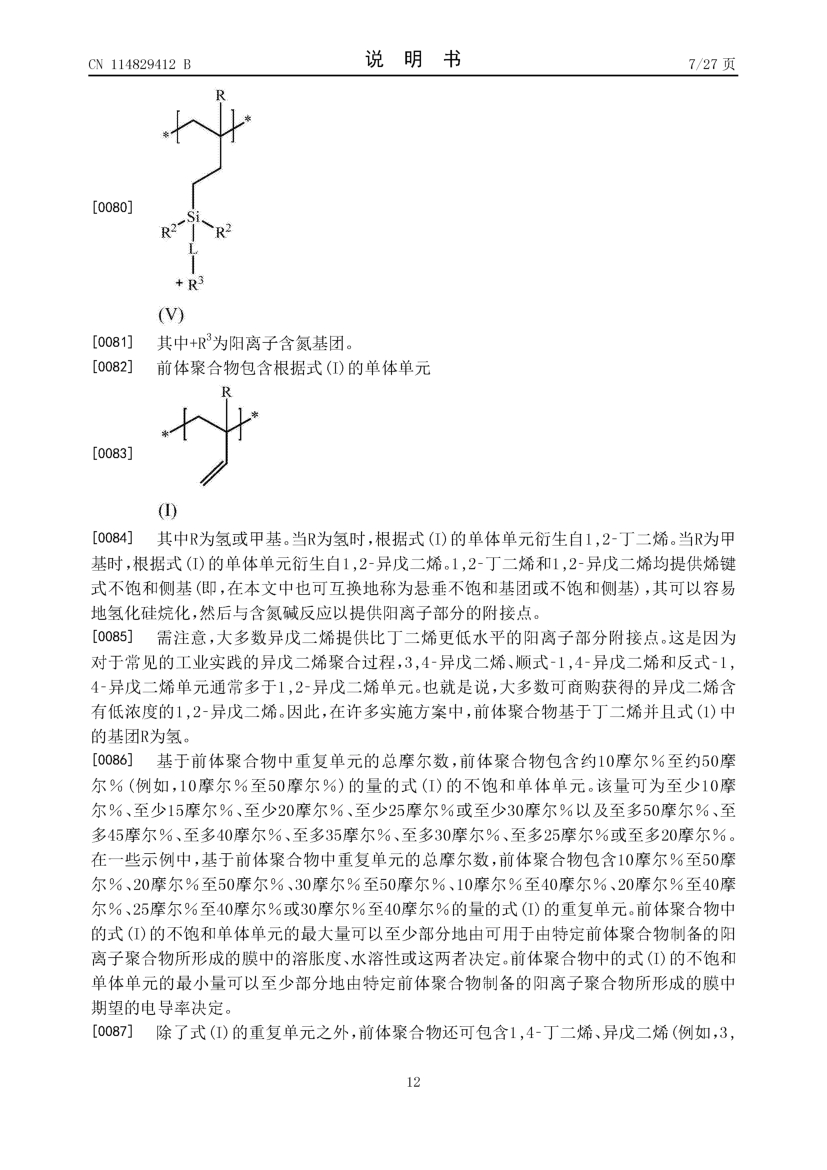 CN 114829412 B
说 明 书
7/27 页
R
*
*
[0080]
Si
R²
R²
L
+ R³
(V)
[0081] 其中+R³为阳离子含氮基团。
[0082] 前体聚合物包含根据式(I)的单体单元
R
*
*
[0083]
(I)
[0084] 其中R为氢或甲基。当R为氢时,根据式(I)的单体单元衍生自1,2-丁二烯。当R为甲
基时,根据式(I)的单体单元衍生自1,2-异戊二烯。1,2-丁二烯和1,2-异戊二烯均提供烯键
式不饱和侧基(即,在本文中也可互换地称为悬垂不饱和基团或不饱和侧基),其可以容易
地氢化硅烷化,然后与含氮碱反应以提供阳离子部分的附接点。
[0085] 需注意,大多数异戊二烯提供比丁二烯更低水平的阳离子部分附接点。这是因为
对于常见的工业实践的异戊二烯聚合过程,3,4-异戊二烯、顺式-1,4-异戊二烯和反式-1,
4-异戊二烯单元通常多于1,2-异戊二烯单元。也就是说,大多数可商购获得的异戊二烯含
有低浓度的1,2-异戊二烯。因此,在许多实施方案中,前体聚合物基于丁二烯并且式(1)中
的基团R为氢。
[0086] 基于前体聚合物中重复单元的总摩尔数,前体聚合物包含约10摩尔%至约50摩
尔%(例如,10摩尔%至50摩尔%)的量的式(I)的不饱和单体单元。该量可为至少10摩
尔%、至少15摩尔%、至少20摩尔%、至少25摩尔%或至少30摩尔%以及至多50摩尔%、至
多45摩尔%、至多40摩尔%、至多35摩尔%、至多30摩尔%、至多25摩尔%或至多20摩尔%。
在一些示例中,基于前体聚合物中重复单元的总摩尔数,前体聚合物包含10摩尔%至50摩
尔%、20摩尔%至50摩尔%、30摩尔%至50摩尔%、10摩尔%至40摩尔%、20摩尔%至40摩
尔%、25摩尔%至40摩尔%或30摩尔%至40摩尔%的量的式(I)的重复单元。前体聚合物中
的式(I)的不饱和单体单元的最大量可以至少部分地由可用于由特定前体聚合物制备的阳
离子聚合物所形成的膜中的溶胀度、水溶性或这两者决定。前体聚合物中的式(I)的不饱和
单体单元的最小量可以至少部分地由特定前体聚合物制备的阳离子聚合物所形成的膜中
期望的电导率决定。
[0087] 除了式(I)的重复单元之外,前体聚合物还可包含1,4-丁二烯、异戊二烯(例如,3,
12